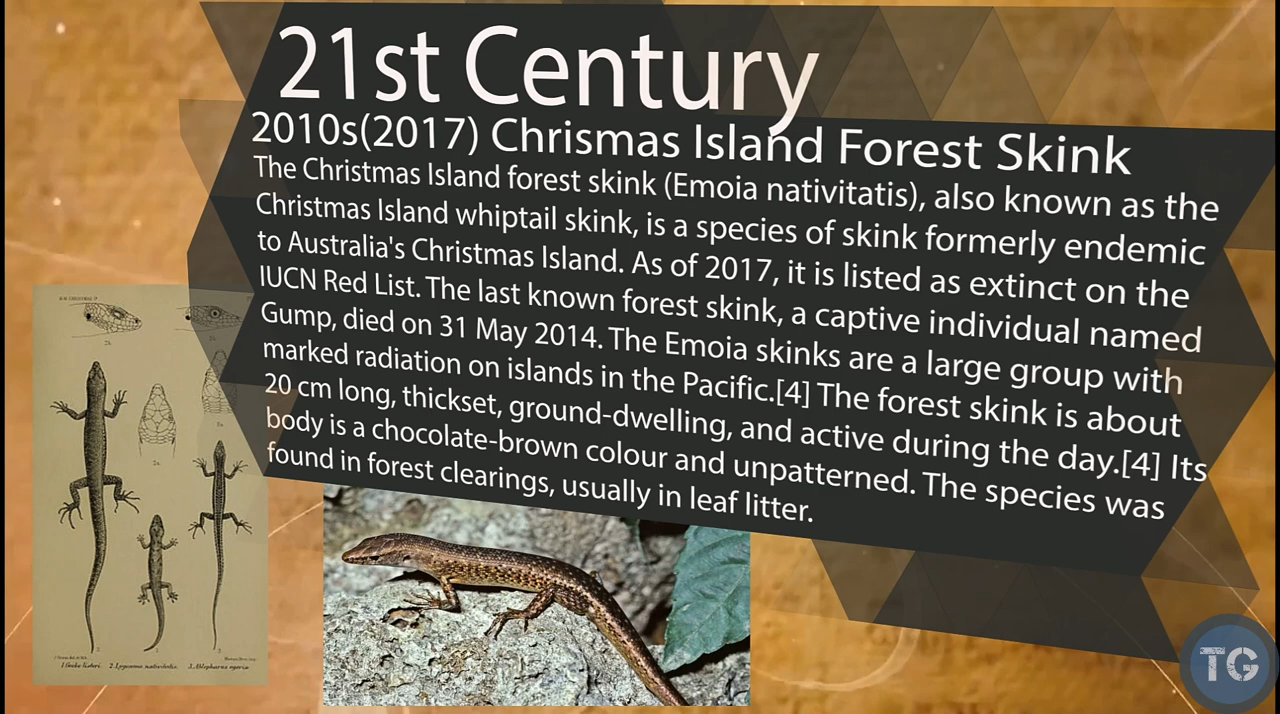 21st Century
2010s(2017) Chrismas Island Forest Skink
The Christmas Island forest skink (Emoia nativitatis), also known as the
Christmas Island whiptail skink, is a species of skink formerly endemic
to Australia's Christmas Island. As of 2017, it is listed as extinct on the
IUCN Red List. The last known forest skink, a captive individual named
Gump, died on 31 May 2014. The Emoia skinks are a large group with
marked radiation on islands in the Pacific.[4] The forest skink is about
20 cm long, thickset, ground-dwelling, and active during the day.[4] Its
body is a chocolate-brown colour and unpatterned. The species was
found in forest clearings, usually in leaf litter.
TG